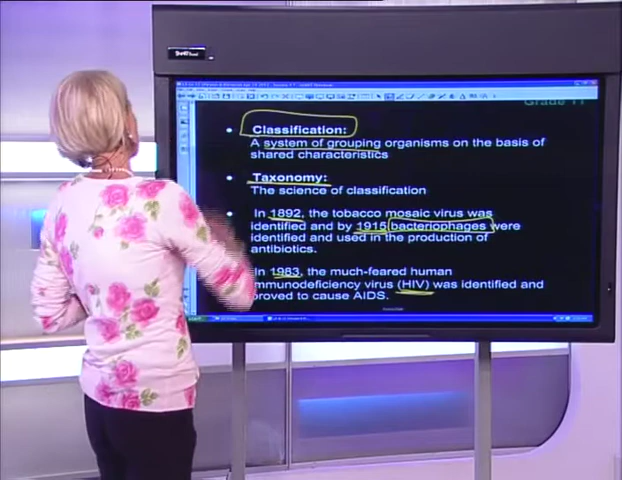 Grade 11
• Classification:
A system of grouping organisms on the basis of
shared characteristics
• Taxonomy:
The science of classification
• In 1892, the tobacco mosaic virus was
identified and by 1915 bacteriophages were
identified and used in the production of
antibiotics.
In 1983, the much-feared human
immunodeficiency virus (HIV) was identified and
proved to cause AIDS.